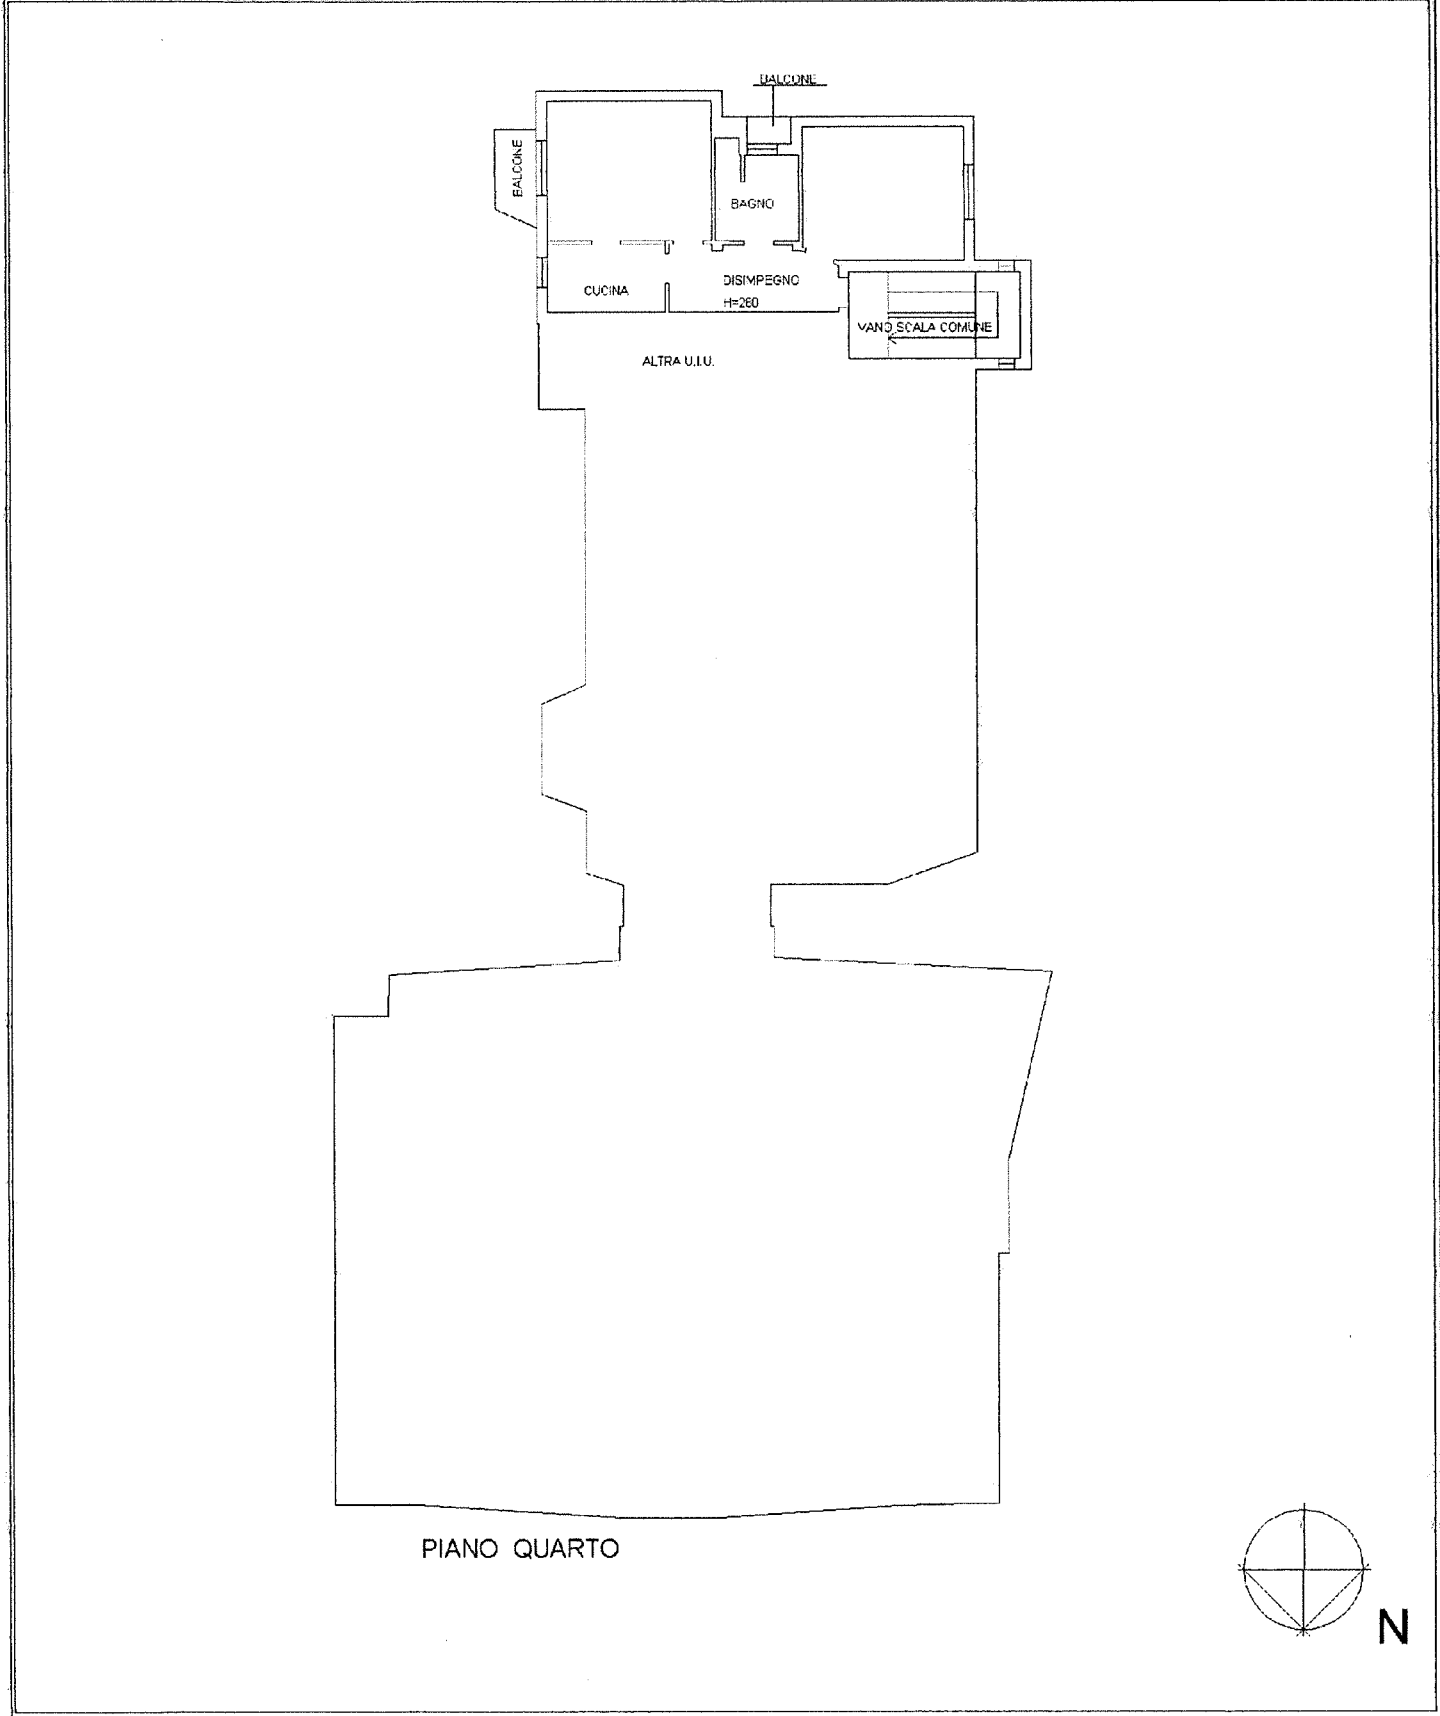 BALCONE
BALCONE
BAGNO
CUCINA
DISIMPEGNO
H=260
VANO SCALA COMUNE
ALTRA U.I.U.
PIANO QUARTO
N